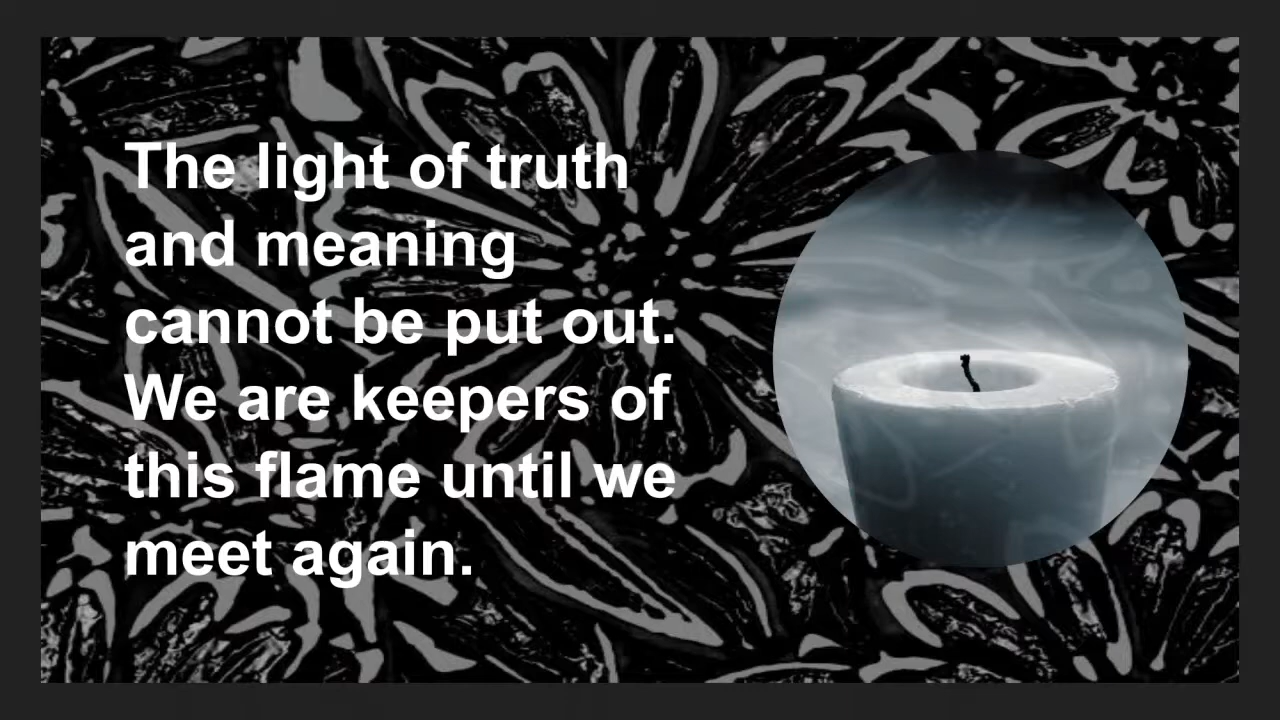 The light of truth
and meaning
cannot be put out.
We are keepers of
this flame until we
meet again.